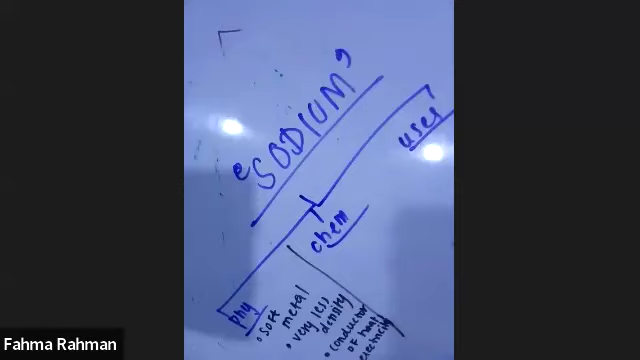 'SODIUM'
phy
chem
uses
• soft metal
• very less density
• conductor of heat electricity
Fahma Rahman